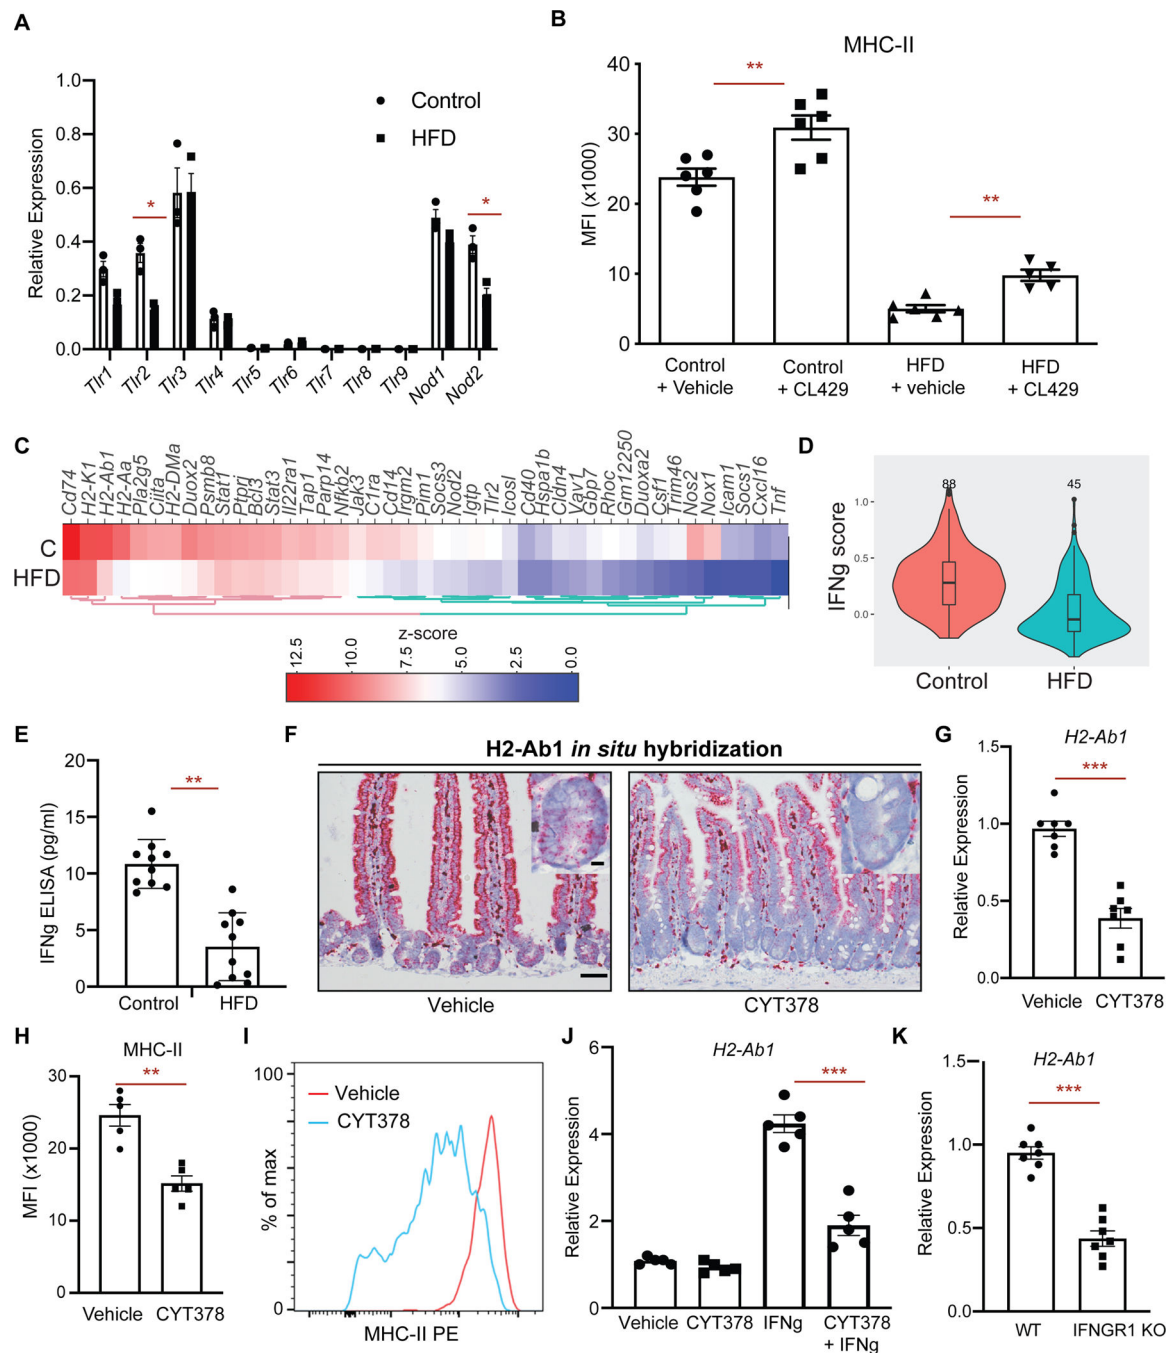 A
1.0
0.8
0.6
0.4
0.2
0.0
Relative Expression
Control
HFD
*
*
Tlr1
Tlr2
Tlr3
Tlr4
Tlr5
Tlr6
Tlr7
Tlr8
Tlr9
Nod1
Nod2
B
MHC-II
40
30
20
10
0
MFI (x1000)
**
**
Control
+ Vehicle
Control
+ CL429
HFD
+ vehicle
HFD
+ CL429
C
Cd74
H2-K1
H2-Ab1
H2-Aa
Pla2g5
Ciita
H2-DMa
Duox2
Psmb8
Stat1
Ptprj
Bcl3
Stat3
Il22ra1
Tap1
Parp14
Nfkb2
Jak3
C1ra
Cd14
Irgm2
Pim1
Socs3
Nod2
Igtp
Tlr2
Icosl
Cd40
Hspa1b
Cldn4
Vav1
Gbp7
Rhoc
Gm12250
Duoxa2
Csf1
Trim46
Nos2
Nox1
Icam1
Socs1
Cxcl16
Tnf
C
HFD
z-score
12.5
10.0
7.5
5.0
2.5
0.0
D
88
45
1.0
0.5
0.0
IFNg score
Control
HFD
E
20
15
10
5
0
IFNg ELISA (pg/ml)
**
Control
HFD
F
H2-Ab1 in situ hybridization
Vehicle
CYT378
G
H2-Ab1
1.5
1.0
0.5
0.0
Relative Expression
***
Vehicle
CYT378
H
MHC-II
30
20
10
0
MFI (x1000)
**
Vehicle
CYT378
I
100
0
% of max
Vehicle
CYT378
MHC-II PE
J
H2-Ab1
6
4
2
0
Relative Expression
***
Vehicle
CYT378
IFNg
CYT378
+ IFNg
K
H2-Ab1
1.5
1.0
0.5
0.0
Relative Expression
***
WT
IFNGR1 KO